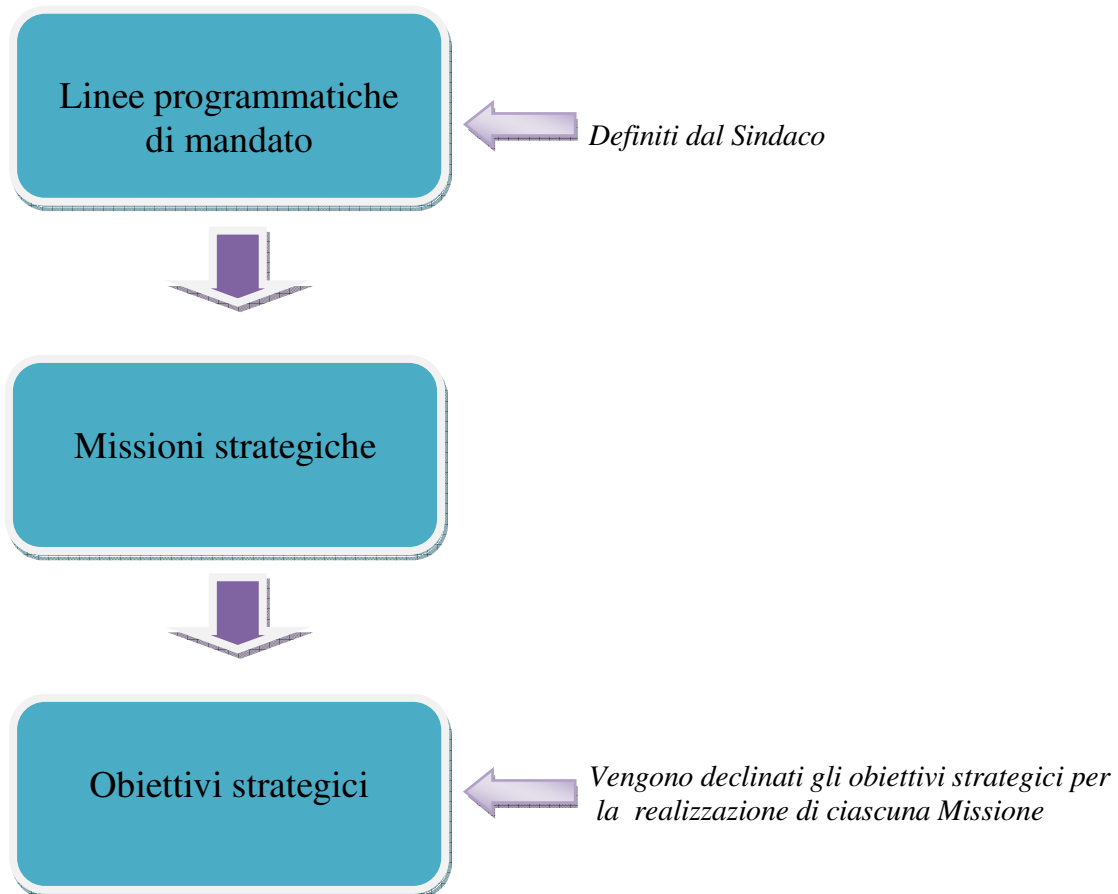 Linee programmatiche
di mandato
Definiti dal Sindaco
Missioni strategiche
Obiettivi strategici
Vengono declinati gli obiettivi strategici per
la realizzazione di ciascuna Missione